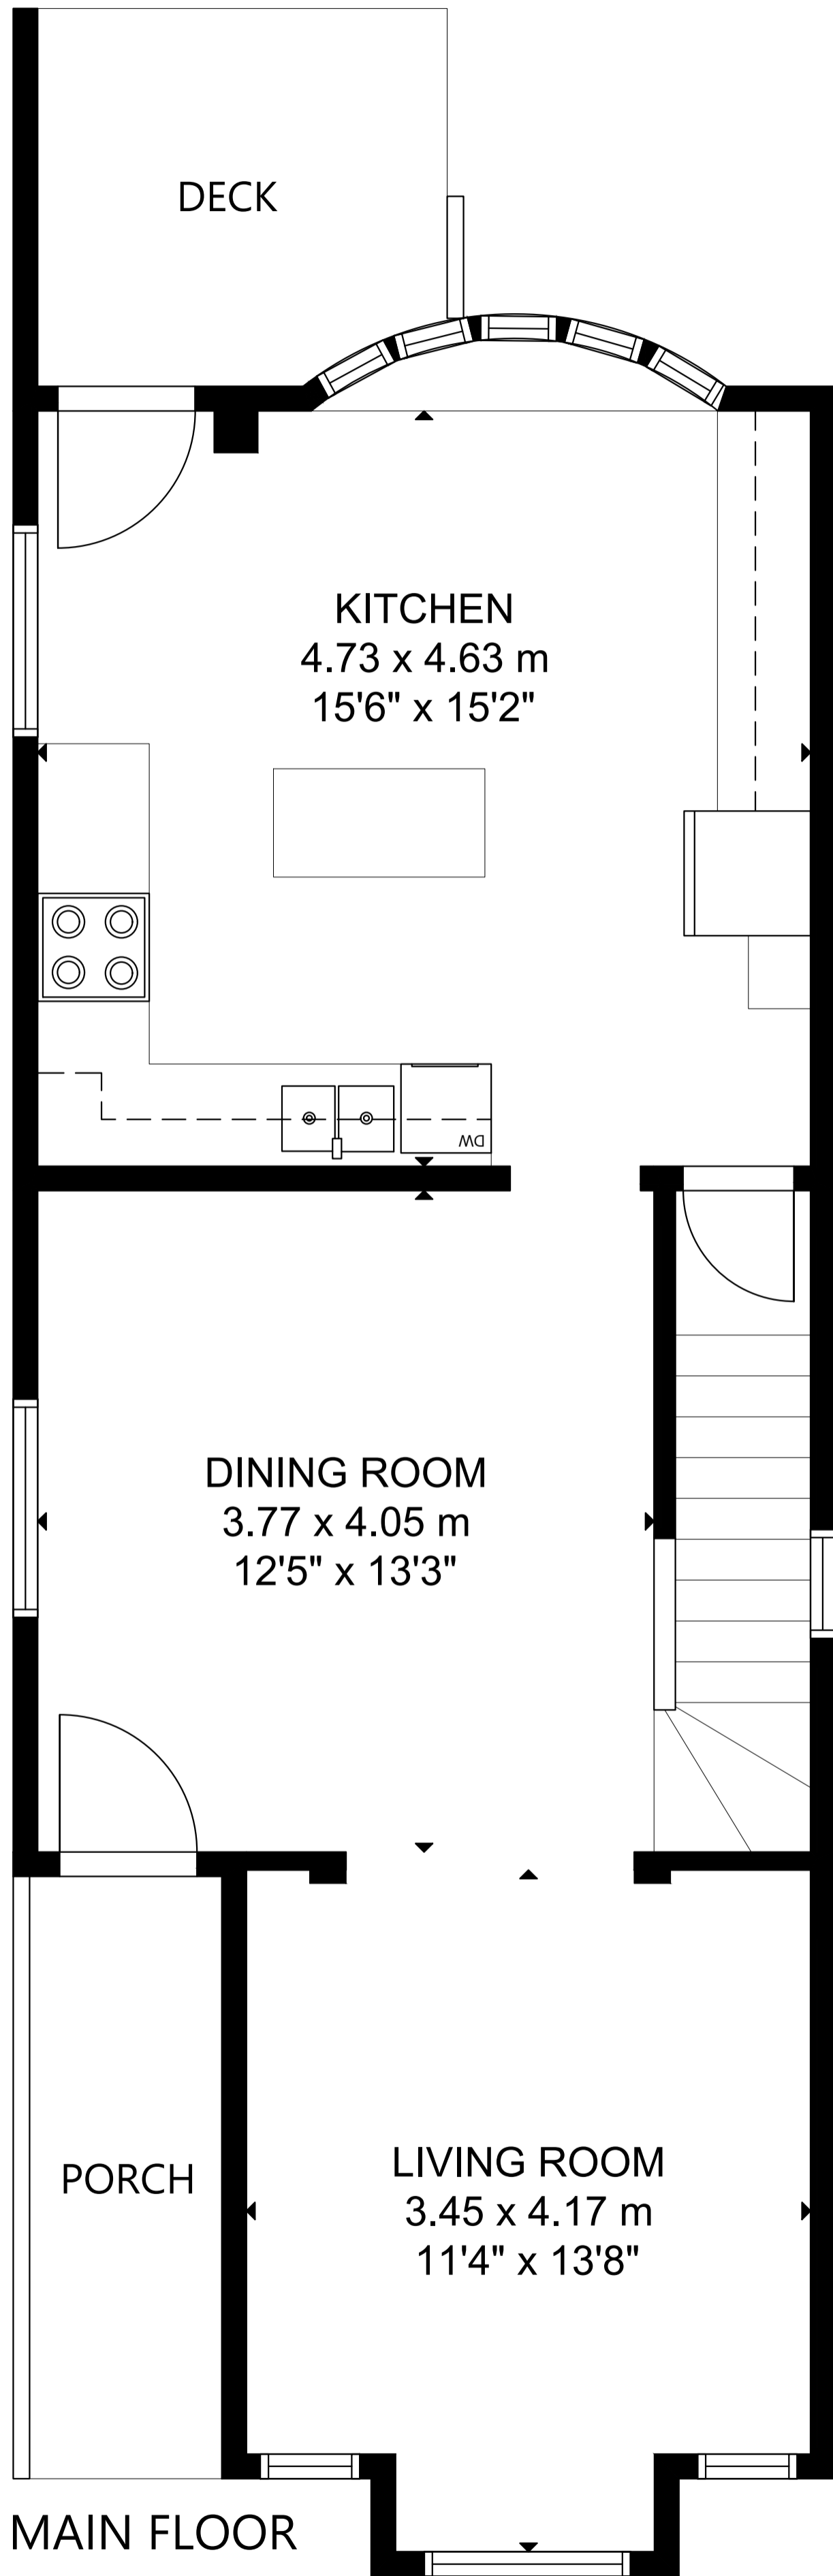 DECK
KITCHEN
4.73 x 4.63 m
15'6" x 15'2"
DW
DINING ROOM
3.77 x 4.05 m
12'5" x 13'3"
PORCH
LIVING ROOM
3.45 x 4.17 m
11'4" x 13'8"
MAIN FLOOR